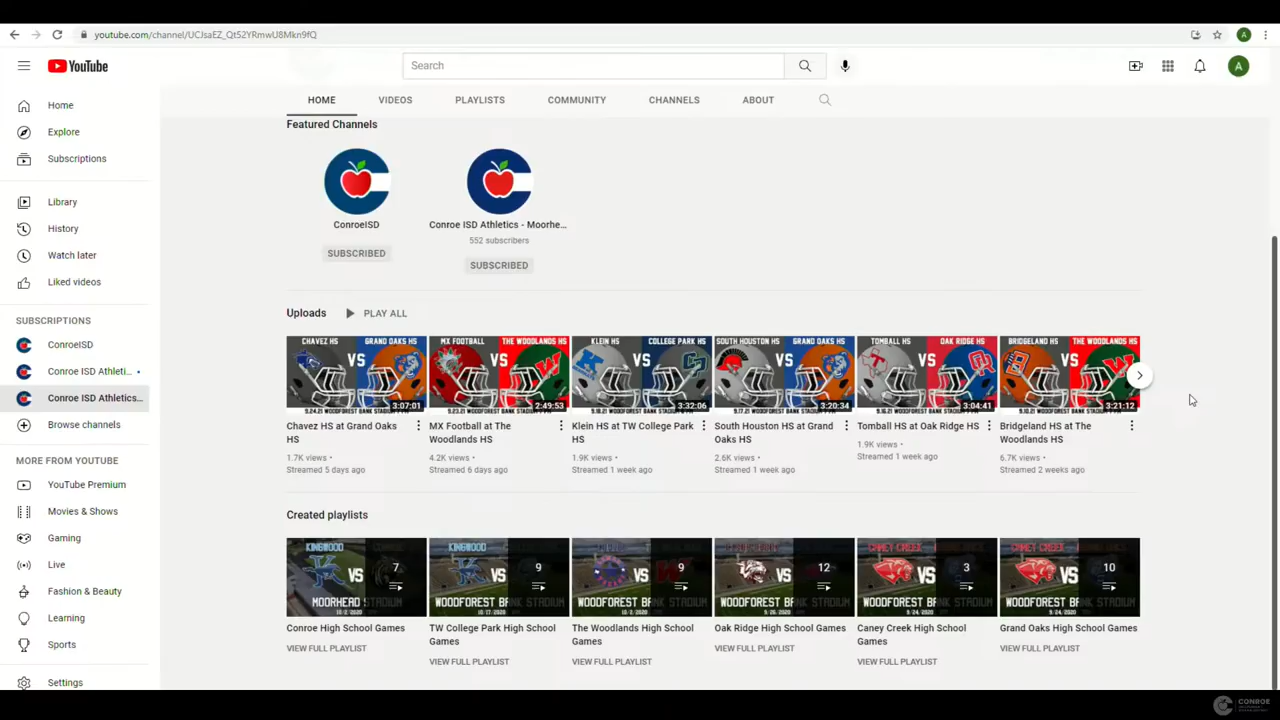 youtube.com/channel/UCJsaEZ_Qt52YRmwU8Mkn9fQ
A
YouTube
Search
A
Home
Explore
Subscriptions
Library
History
Watch later
Liked videos
SUBSCRIPTIONS
ConroeISD
Conroe ISD Athleti...
Conroe ISD Athletics...
Browse channels
MORE FROM YOUTUBE
YouTube Premium
Movies & Shows
Gaming
Live
Fashion & Beauty
Learning
Sports
Settings
HOME VIDEOS PLAYLISTS COMMUNITY CHANNELS ABOUT
Featured Channels
ConroeISD
SUBSCRIBED
Conroe ISD Athletics - Moorhe...
552 subscribers
SUBSCRIBED
Uploads PLAY ALL
CHAVEZ HS GRAND OAKS HS
VS
3:07:01
Chavez HS at Grand Oaks
HS
1.7K views •
Streamed 5 days ago
MX FOOTBALL THE WOODLANDS HS
VS
2:49:53
MX Football at The
Woodlands HS
4.2K views •
Streamed 6 days ago
KLEIN HS COLLEGE PARK HS
VS
3:32:06
Klein HS at TW College Park
HS
1.9K views •
Streamed 1 week ago
SOUTH HOUSTON HS GRAND OAKS HS
VS
3:20:34
South Houston HS at Grand
Oaks HS
2.6K views •
Streamed 1 week ago
TOMBALL HS OAK RIDGE HS
VS
3:04:41
Tomball HS at Oak Ridge HS
1.9K views •
Streamed 1 week ago
BRIDGELAND HS THE WOODLANDS HS
VS
3:21:12
Bridgeland HS at The
Woodlands HS
6.7K views •
Streamed 2 weeks ago
Created playlists
KINGWOOD
VS
7
MOORHEAD STADIUM
Conroe High School Games
VIEW FULL PLAYLIST
KINGWOOD
VS
9
WOODFOREST BANK STADIUM
TW College Park High School
Games
VIEW FULL PLAYLIST
VS
9
WOODFOREST BANK STADIUM
The Woodlands High School
Games
VIEW FULL PLAYLIST
VS
12
WOODFOREST BANK STADIUM
Oak Ridge High School Games
VIEW FULL PLAYLIST
CANEY CREEK
VS
3
WOODFOREST BANK STADIUM
Caney Creek High School
Games
VIEW FULL PLAYLIST
CANEY CREEK
VS
10
WOODFOREST BANK STADIUM
Grand Oaks High School Games
VIEW FULL PLAYLIST
CONROE